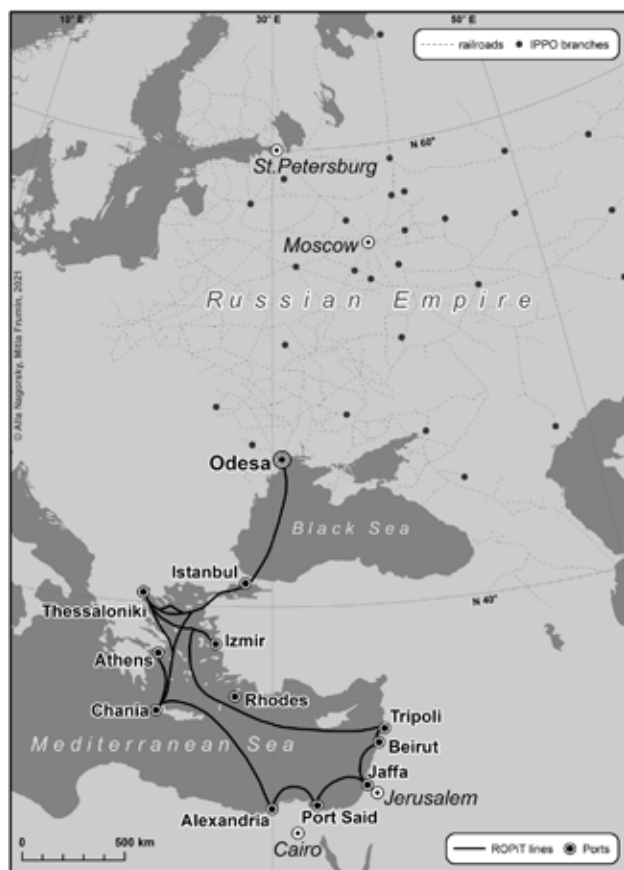 10° E
30° E
50° E
railroads IPPO branches
N 60°
St.Petersburg
Moscow
© Alla Nagorsky, Mitia Frumin, 2021
Russian Empire
Odesa
Black Sea
Istanbul
Thessaloniki
N 40°
Izmir
Athens
Rhodes
Chania
Tripoli
Mediterranean Sea
Beirut
Jaffa
Jerusalem
Alexandria
Port Said
Cairo
0 500 km
ROPiT lines Ports